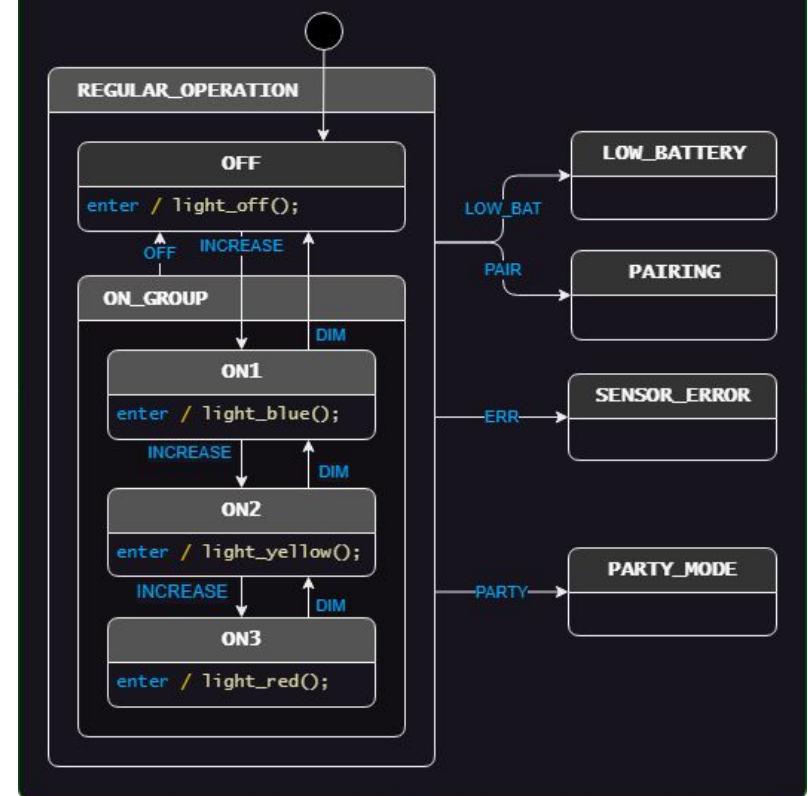 REGULAR_OPERATION
OFF
enter / light_off();
OFF
INCREASE
ON_GROUP
DIM
ON1
enter / light_blue();
INCREASE
DIM
ON2
enter / light_yellow();
INCREASE
DIM
ON3
enter / light_red();
LOW_BATTERY
LOW_BAT
PAIR
PAIRING
SENSOR_ERROR
ERR
PARTY_MODE
PARTY